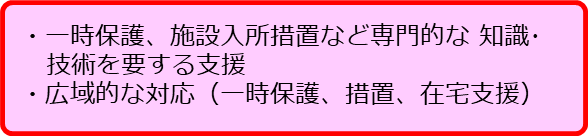 ・一時保護、施設入所措置など専門的な 知識・
技術を要する支援
・広域的な対応（一時保護、措置、在宅支援）